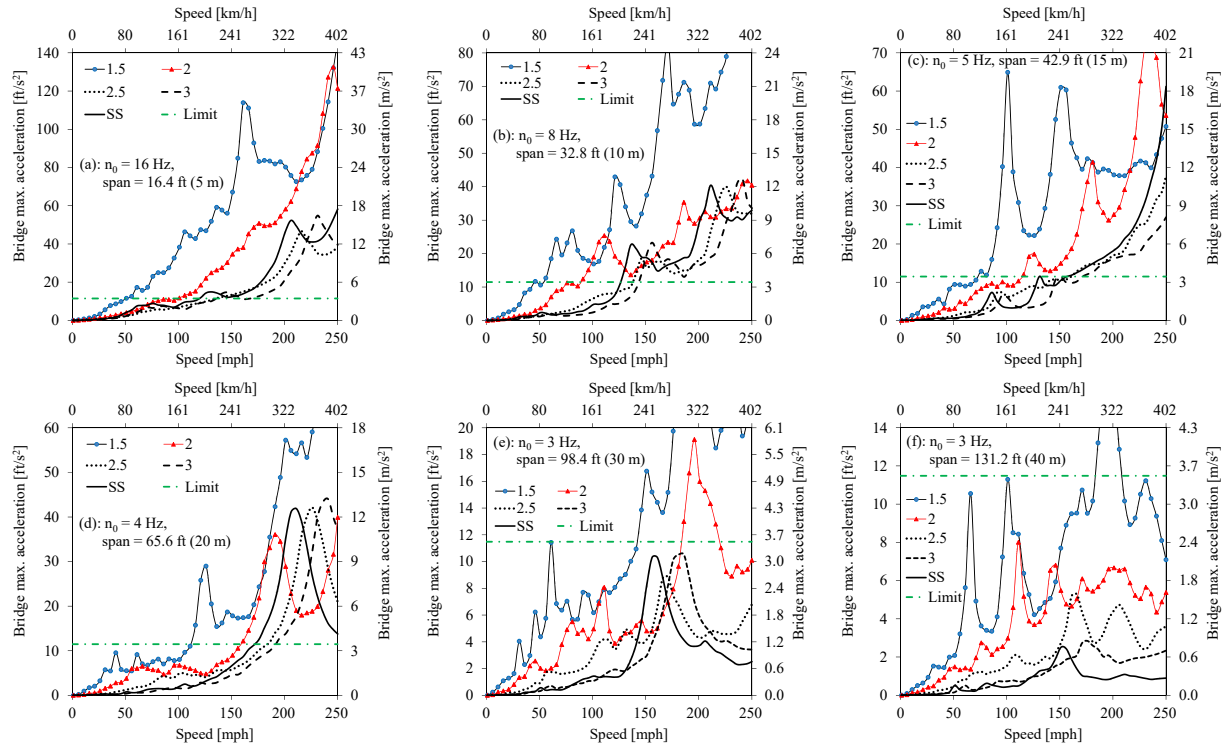 Speed [km/h]
0 80 161 241 322 402
Bridge max. acceleration [ft/s²]
140 120 100 80 60 40 20 0
1.5 2
2.5 3
SS Limit
(a): n₀ = 16 Hz,
span = 16.4 ft (5 m)
43 36 30 24 18 12 6 0
Bridge max. acceleration [m/s²]
0 50 100 150 200 250
Speed [mph]
Speed [km/h]
0 80 161 241 322 402
Bridge max. acceleration [ft/s²]
80 70 60 50 40 30 20 10 0
1.5 2
2.5 3
SS Limit
(b): n₀ = 8 Hz,
span = 32.8 ft (10 m)
24 21 18 15 12 9 6 3 0
Bridge max. acceleration [m/s²]
0 50 100 150 200 250
Speed [mph]
Speed [km/h]
0 80 161 241 322 402
Bridge max. acceleration [ft/s²]
70 60 50 40 30 20 10 0
(c) n₀ = 5 Hz, span = 42.9 ft (15 m)
1.5
2
2.5
3
SS
Limit
21 18 15 12 9 6 3 0
Bridge max. acceleration [m/s²]
0 50 100 150 200 250
Speed [mph]
Speed [km/h]
0 80 161 241 322 402
Bridge max. acceleration [ft/s²]
60 50 40 30 20 10 0
1.5 2
2.5 3
SS Limit
(d): n₀ = 4 Hz,
span = 65.6 ft (20 m)
18 15 12 9 6 3 0
Bridge max. acceleration [m/s²]
0 50 100 150 200 250
Speed [mph]
Speed [km/h]
0 80 161 241 322 402
Bridge max. acceleration [ft/s²]
20 18 16 14 12 10 8 6 4 2 0
(e): n₀ = 3 Hz,
span = 98.4 ft (30 m)
1.5 2
2.5 3
SS Limit
6.1 5.5 4.9 4.3 3.7 3.0 2.4 1.8 1.2 0.6 0.0
Bridge max. acceleration [m/s²]
0 50 100 150 200 250
Speed [mph]
Speed [km/h]
0 80 161 241 322 402
Bridge max. acceleration [ft/s²]
14 12 10 8 6 4 2 0
(f): n₀ = 3 Hz,
span = 131.2 ft (40 m)
1.5
2
2.5
3
SS
Limit
4.3 3.7 3.0 2.4 1.8 1.2 0.6 0.0
Bridge max. acceleration [m/s²]
0 50 100 150 200 250
Speed [mph]